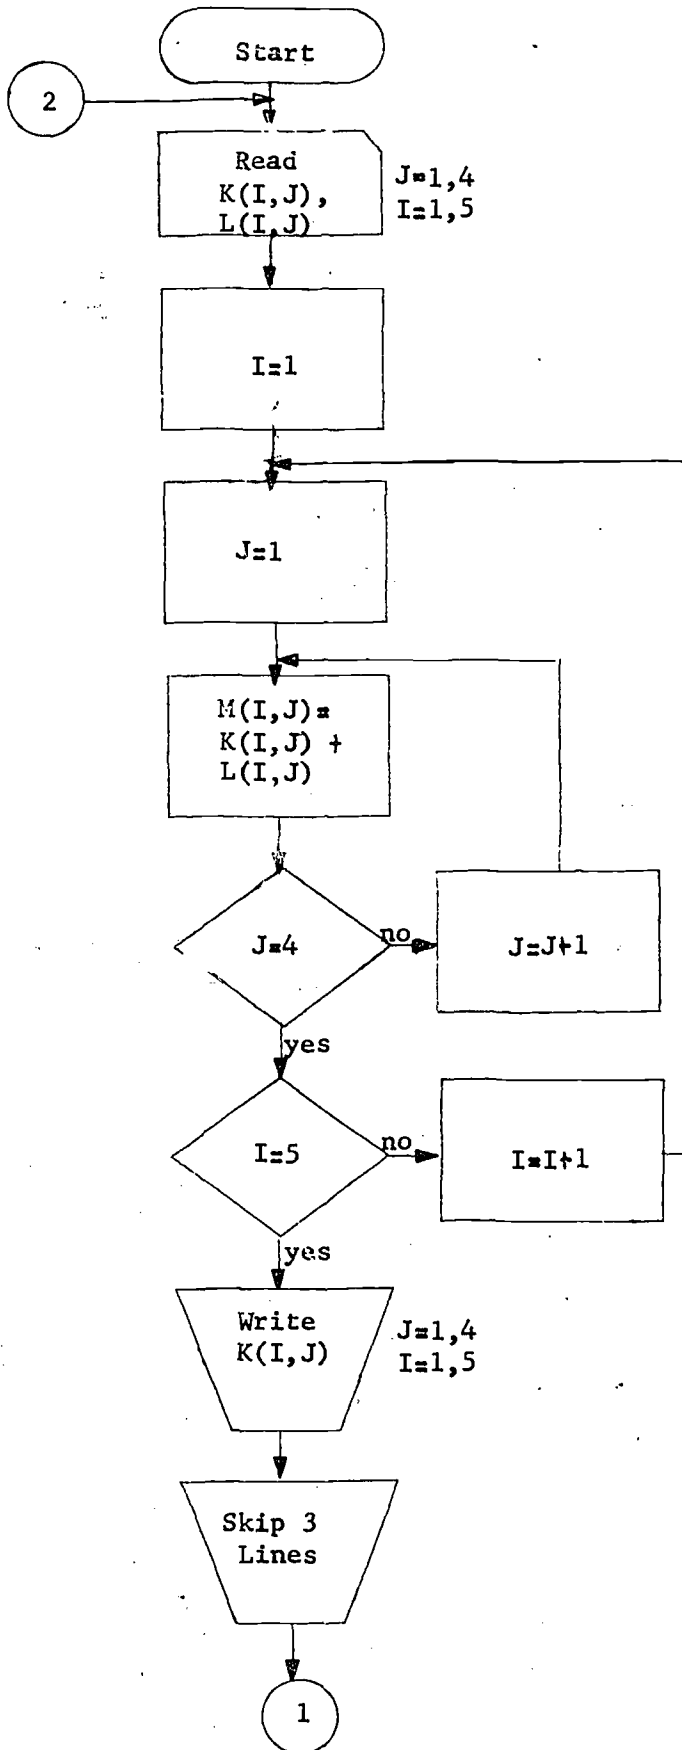 Start
2
Read
K(I,J),
L(I,J)
J=1,4
I=1,5
I=1
J=1
M(I,J)=
K(I,J) +
L(I,J)
J=4
no
J=J+1
yes
I=5
no
I=I+1
yes
Write
K(I,J)
J=1,4
I=1,5
Skip 3
Lines
1